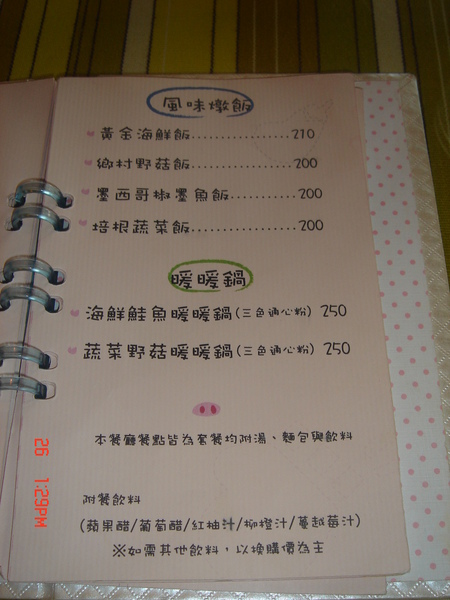 風味燉飯
黃金海鮮飯................210
鄉村野菇飯................200
墨西哥椒墨魚飯...........200
培根蔬菜飯................200
暖暖鍋
海鮮鮭魚暖暖鍋(三色通心粉) 250
蔬菜野菇暖暖鍋(三色通心粉) 250
本餐廳餐點皆為套餐均附湯、麵包與飲料
附餐飲料
(蘋果醋/葡萄醋/紅柚汁/柳橙汁/蔓越莓汁)
※如需其他飲料，以換購價為主
26 1:29PM